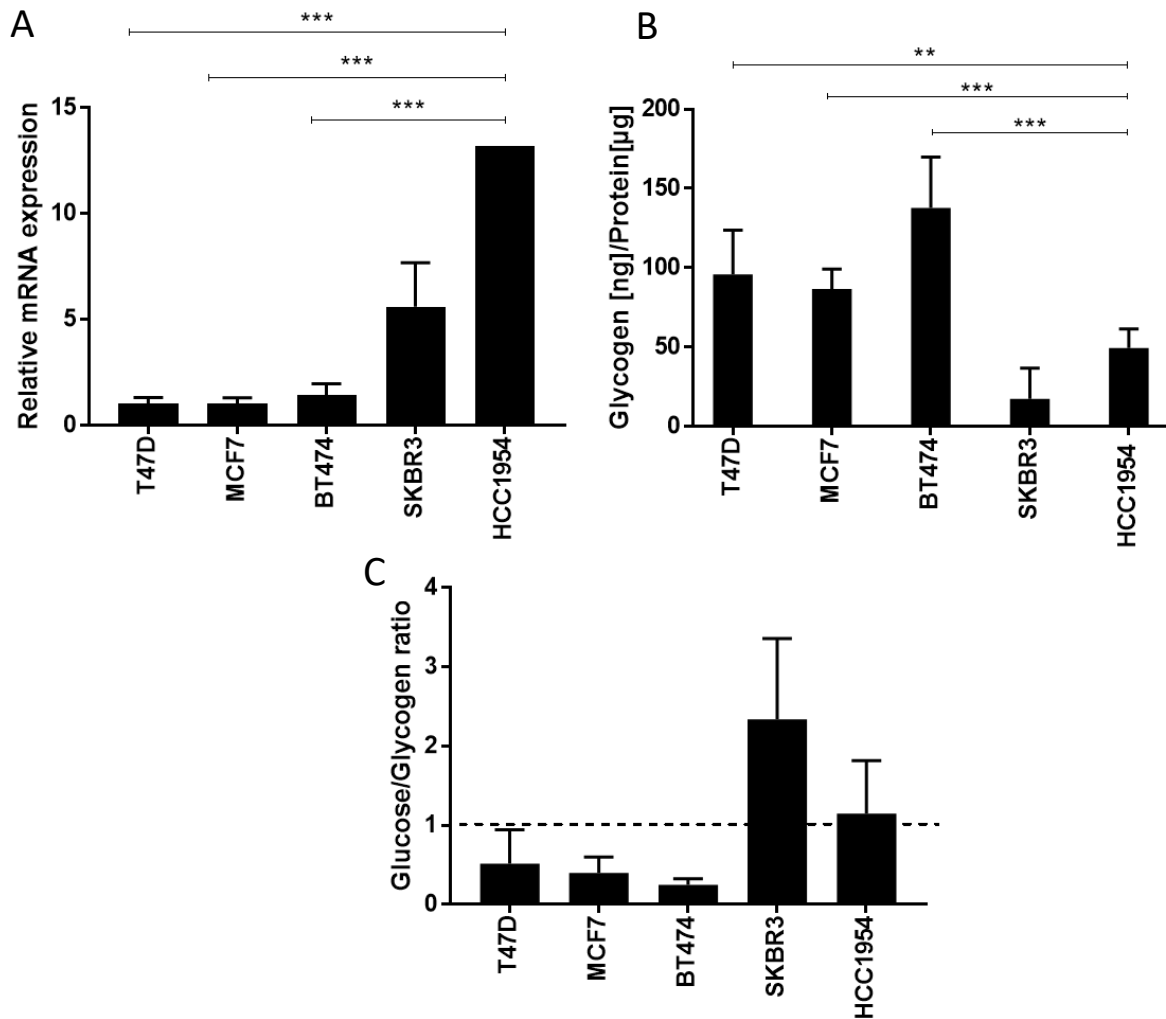 A
***
***
***
Relative mRNA expression
15
10
5
0
T47D
MCF7
BT474
SKBR3
HCC1954
B
**
***
***
Glycogen [ng]/Protein[µg]
200
150
100
50
0
T47D
MCF7
BT474
SKBR3
HCC1954
C
Glucose/Glycogen ratio
4
3
2
1
0
T47D
MCF7
BT474
SKBR3
HCC1954